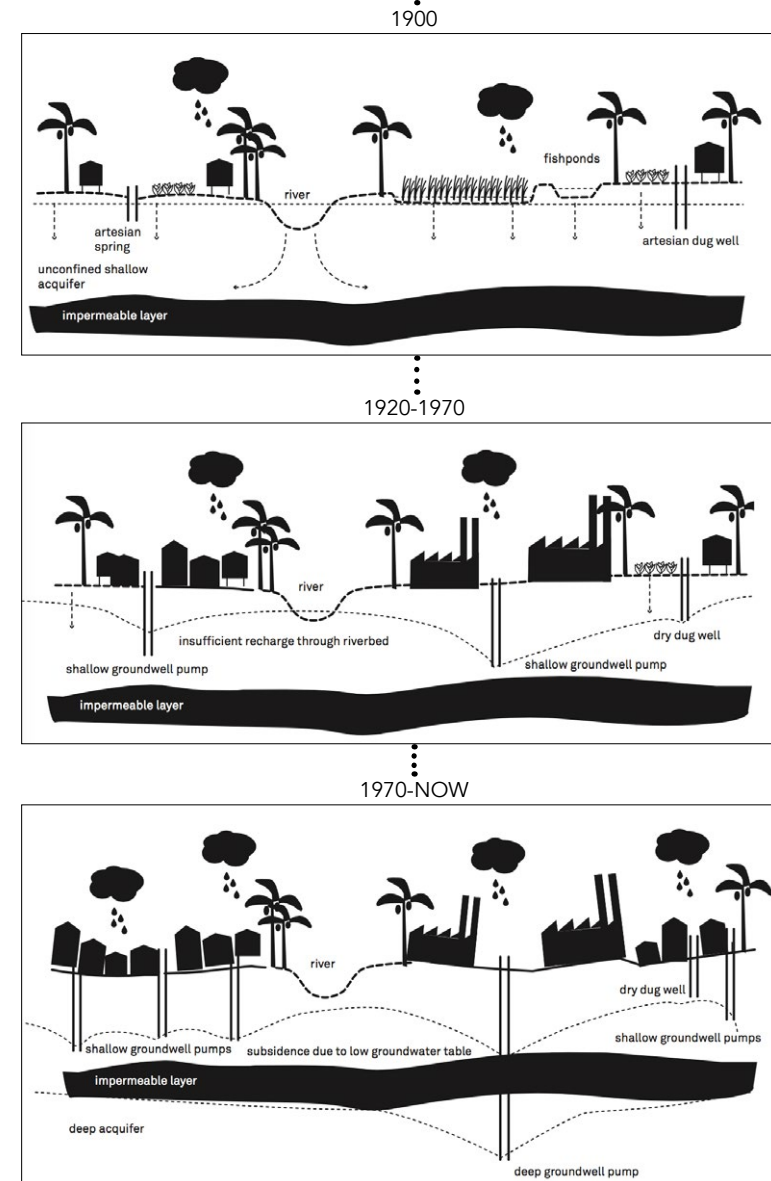 1900
fishponds
river
artesian
spring
artesian dug well
unconfined shallow
acquifer
impermeable layer
1920-1970
river
insufficient recharge through riverbed
dry dug well
shallow groundwell pump
shallow groundwell pump
impermeable layer
1970-NOW
river
dry dug well
shallow groundwell pumps
subsidence due to low groundwater table
shallow groundwell pumps
impermeable layer
deep acquifer
deep groundwell pump